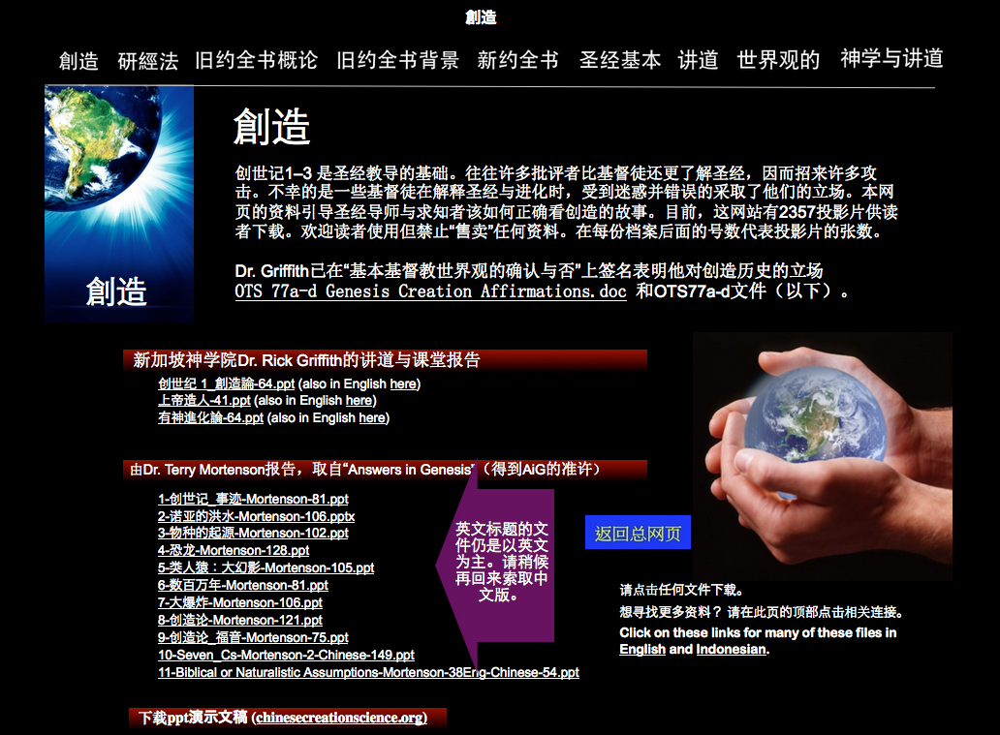 創造
創造 研經法 旧约全书概论 旧约全书背景 新约全书 圣经基本 讲道 世界观的 神学与讲道
創造
創造
创世记1–3 是圣经教导的基础。往往许多批评者比基督徒还更了解圣经，因而招来许多攻
击。不幸的是一些基督徒在解释圣经与进化时，受到迷惑并错误的采取了他们的立场。本网
页的资料引导圣经导师与求知者该如何正确看创造的故事。目前，这网站有2357投影片供读
者下载。欢迎读者使用但禁止“售卖”任何资料。在每份档案后面的号数代表投影片的张数。
Dr. Griffith已在“基本基督教世界观的确认与否”上签名表明他对创造历史的立场
OTS 77a-d Genesis Creation Affirmations.doc 和OTS77a-d文件（以下）。
新加坡神学院Dr. Rick Griffith的讲道与课堂报告
创世纪 1_創造論-64.ppt (also in English here)
上帝造人-41.ppt (also in English here)
有神進化論-64.ppt (also in English here)
由Dr. Terry Mortenson报告，取自“Answers in Genesis”（得到AiG的准许）
1-创世记_事迹-Mortenson-81.ppt
2-诺亚的洪水-Mortenson-106.pptx
3-物种的起源-Mortenson-102.ppt
4-恐龙-Mortenson-128.ppt
5-类人猿：大幻影-Mortenson-105.ppt
6-数百万年-Mortenson-81.ppt
7-大爆炸-Mortenson-106.ppt
8-创造论-Mortenson-121.ppt
9-创造论_福音-Mortenson-75.ppt
10-Seven_Cs-Mortenson-2-Chinese-149.ppt
11-Biblical or Naturalistic Assumptions-Mortenson-38Eng-Chinese-54.ppt
英文标题的文
件仍是以英文
为主。请稍候
再回来索取中
文版。
返回总网页
请点击任何文件下载。
想寻找更多资料？ 请在此页的顶部点击相关连接。
Click on these links for many of these files in
English and Indonesian.
下载ppt演示文稿 (chinesecreationscience.org)